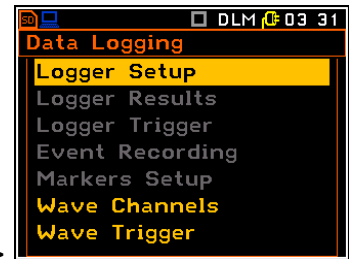 SD DLM 03 31
Data Logging
Logger Setup
Logger Results
Logger Trigger
Event Recording
Markers Setup
Wave Channels
Wave Trigger